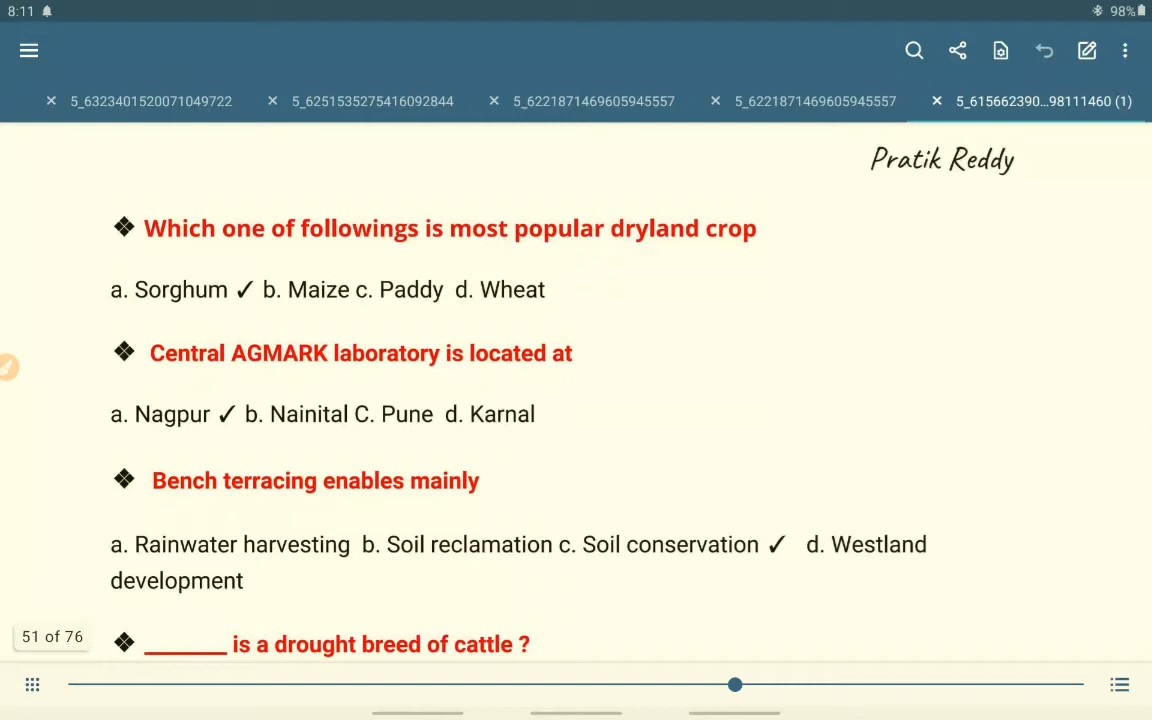 8:11 98%
5_6323401520071049722 5_6251535275416092844 5_6221871469605945557 5_6221871469605945557 5_615662390...98111460 (1)
Pratik Reddy
❖ Which one of followings is most popular dryland crop
a. Sorghum ✓ b. Maize c. Paddy d. Wheat
❖ Central AGMARK laboratory is located at
a. Nagpur ✓ b. Nainital C. Pune d. Karnal
❖ Bench terracing enables mainly
a. Rainwater harvesting b. Soil reclamation c. Soil conservation ✓ d. Westland
development
51 of 76
❖ _______ is a drought breed of cattle ?